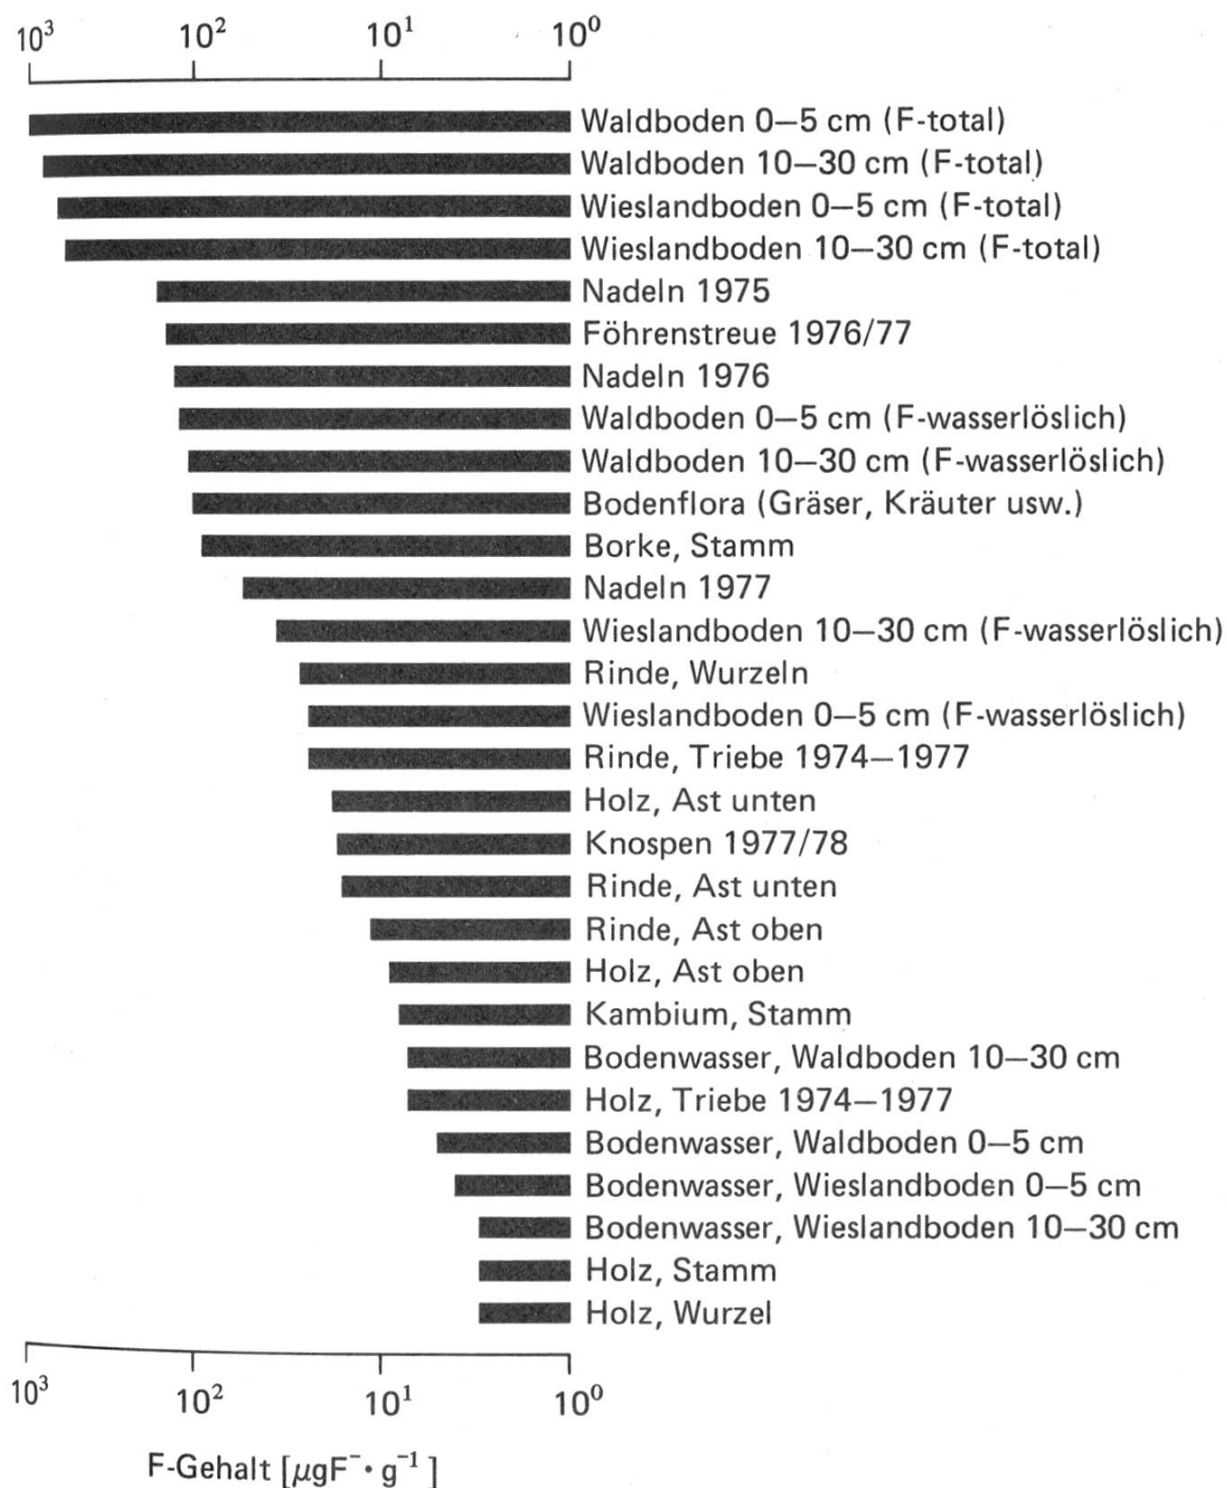 10³ 10² 10¹ 10⁰
Waldboden 0–5 cm (F-total)
Waldboden 10–30 cm (F-total)
Wieslandboden 0–5 cm (F-total)
Wieslandboden 10–30 cm (F-total)
Nadeln 1975
Föhrenstreue 1976/77
Nadeln 1976
Waldboden 0–5 cm (F-wasserlöslich)
Waldboden 10–30 cm (F-wasserlöslich)
Bodenflora (Gräser, Kräuter usw.)
Borke, Stamm
Nadeln 1977
Wieslandboden 10–30 cm (F-wasserlöslich)
Rinde, Wurzeln
Wieslandboden 0–5 cm (F-wasserlöslich)
Rinde, Triebe 1974–1977
Holz, Ast unten
Knospen 1977/78
Rinde, Ast unten
Rinde, Ast oben
Holz, Ast oben
Kambium, Stamm
Bodenwasser, Waldboden 10–30 cm
Holz, Triebe 1974–1977
Bodenwasser, Waldboden 0–5 cm
Bodenwasser, Wieslandboden 0–5 cm
Bodenwasser, Wieslandboden 10–30 cm
Holz, Stamm
Holz, Wurzel
10³ 10² 10¹ 10⁰
F-Gehalt [µgF⁻· g⁻¹]